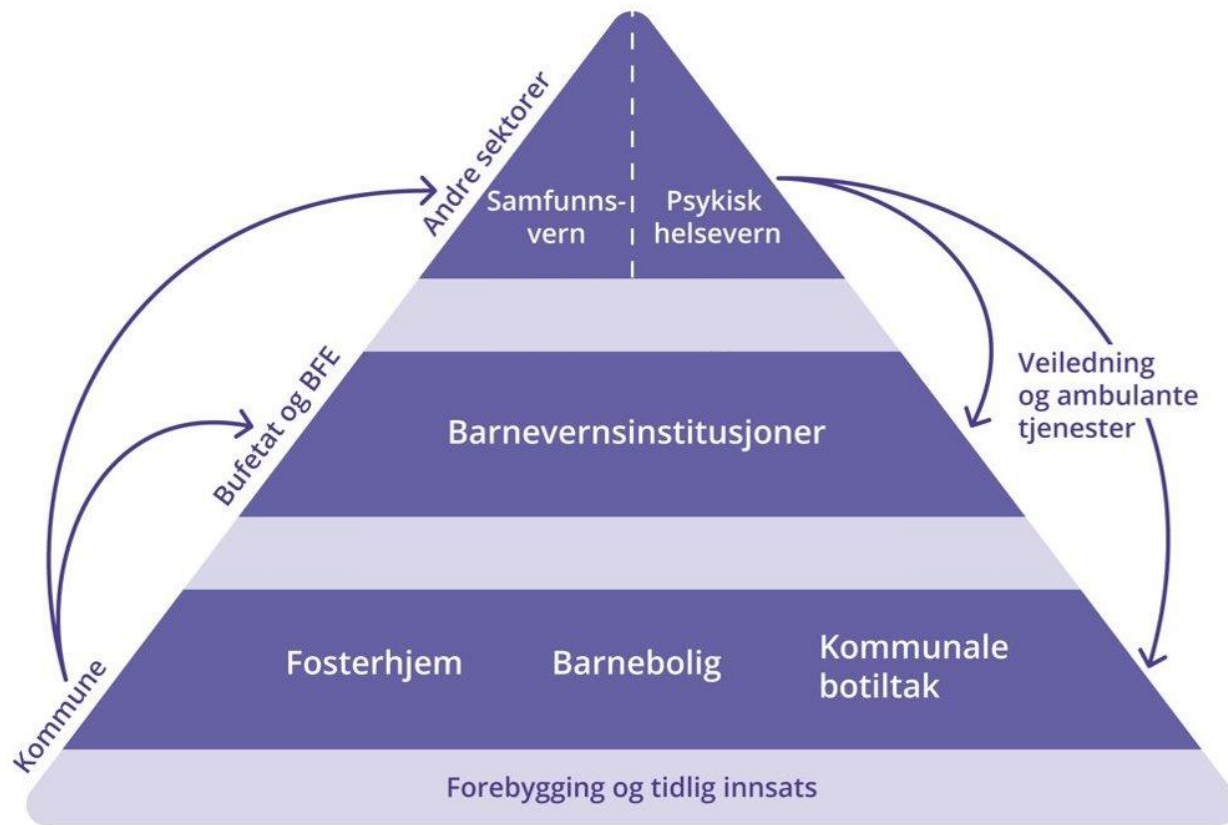 Andre sektorer
Samfunns-
vern
Psykisk
helsevern
Bufetat og BFE
Barnevernsinstitusjoner
Veiledning
og ambulante
tjenester
Kommune
Fosterhjem
Barnebolig
Kommunale
botiltak
Forebygging og tidlig innsats